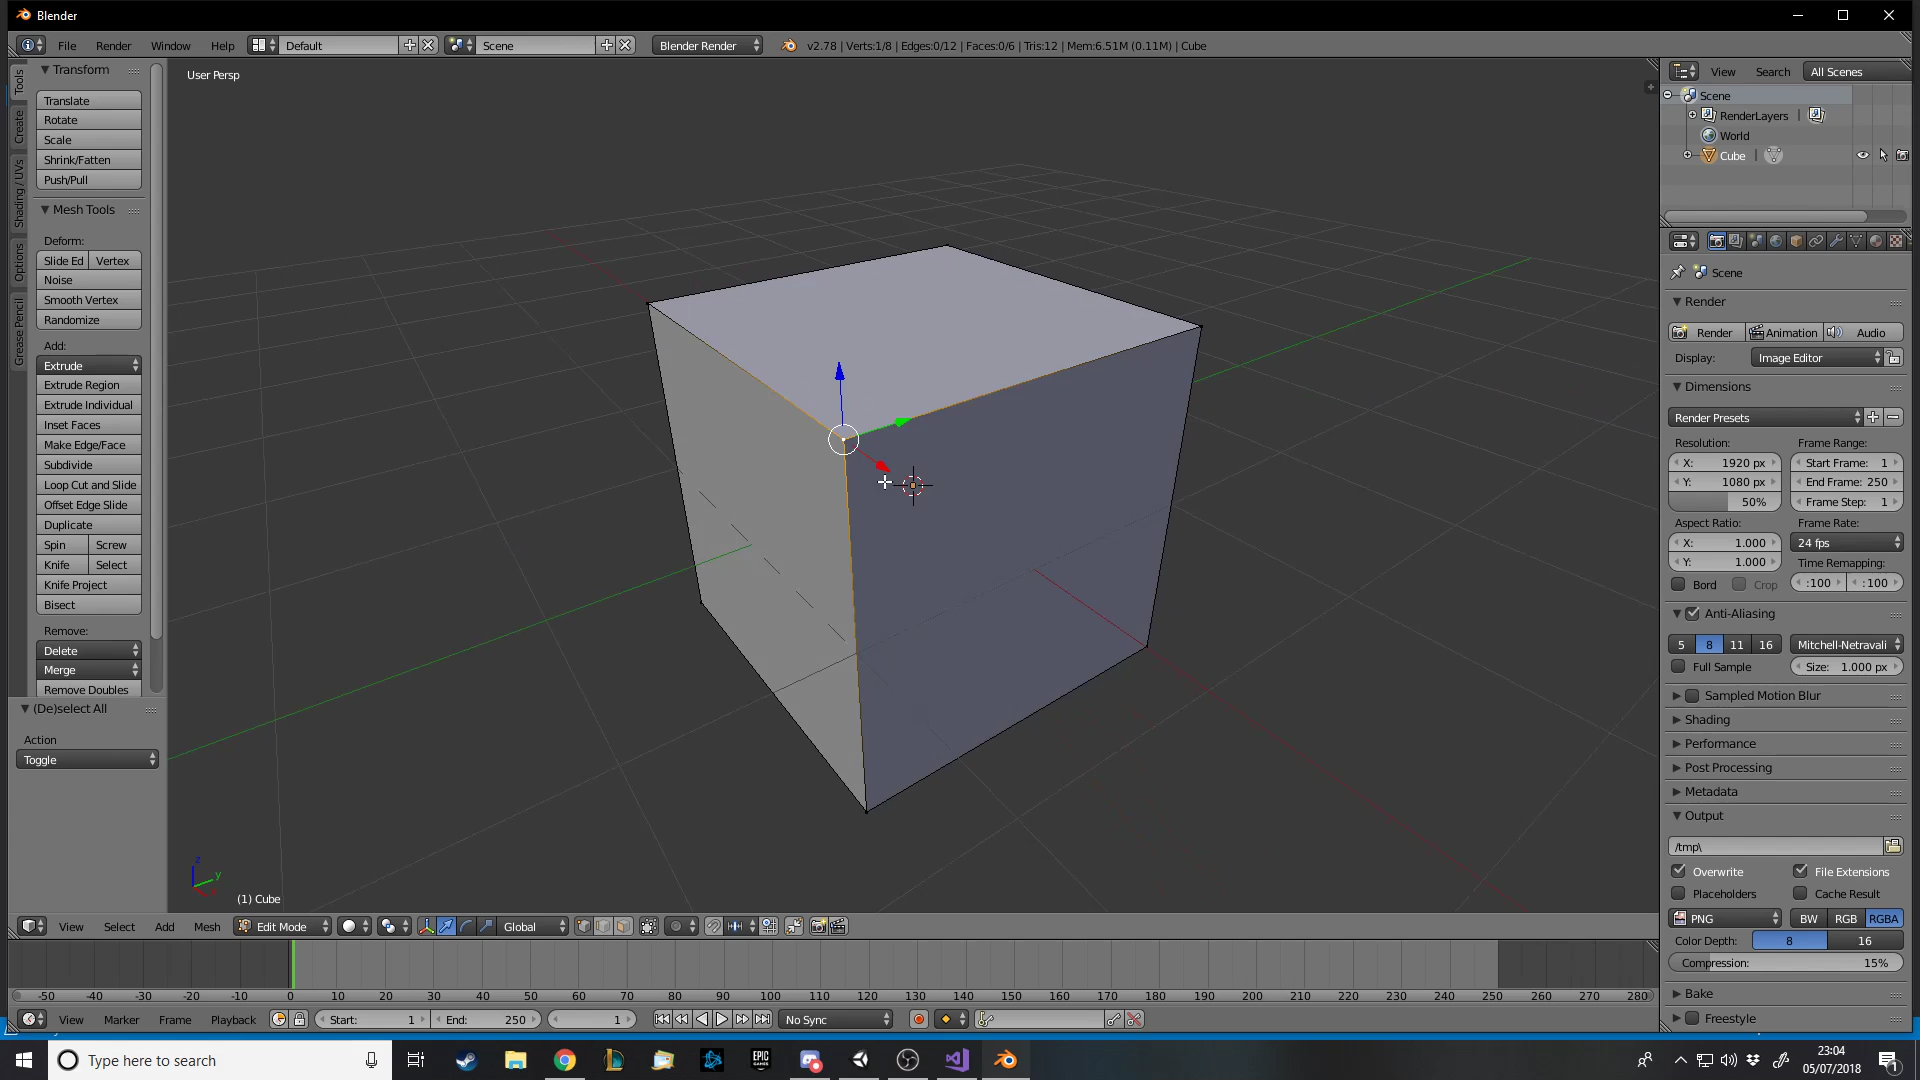 Blender
File Render Window Help Default Scene Blender Render v2.78 | Verts:1/8 | Edges:0/12 | Faces:0/6 | Tris:12 | Mem:6.51M (0.11M) | Cube
Tools
Create
Shading / UVs
Options
Grease Pencil
Transform
Translate
Rotate
Scale
Shrink/Fatten
Push/Pull
Mesh Tools
Deform:
Slide Ed Vertex
Noise
Smooth Vertex
Randomize
Add:
Extrude
Extrude Region
Extrude Individual
Inset Faces
Make Edge/Face
Subdivide
Loop Cut and Slide
Offset Edge Slide
Duplicate
Spin Screw
Knife Select
Knife Project
Bisect
Remove:
Delete
Merge
Remove Doubles
(De)select All
Action
Toggle
User Persp
z
y
(1) Cube
View Select Add Mesh Edit Mode Global
View Search All Scenes
Scene
RenderLayers |
World
Cube |
Scene
Render
Render Animation Audio
Display: Image Editor
Dimensions
Render Presets
Resolution: Frame Range:
X: 1920 px Start Frame: 1
Y: 1080 px End Frame: 250
50% Frame Step: 1
Aspect Ratio: Frame Rate:
X: 1.000 24 fps
Y: 1.000 Time Remapping:
Bord Crop :100 :100
Anti-Aliasing
5 8 11 16 Mitchell-Netravali
Full Sample Size: 1.000 px
Sampled Motion Blur
Shading
Performance
Post Processing
Metadata
Output
/tmp\
Overwrite File Extensions
Placeholders Cache Result
PNG BW RGB RGBA
Color Depth: 8 16
Compression: 15%
Bake
Freestyle
-50 -40 -30 -20 -10 0 10 20 30 40 50 60 70 80 90 100 110 120 130 140 150 160 170 180 190 200 210 220 230 240 250 260 270 280
View Marker Frame Playback Start: 1 End: 250 1 No Sync
Type here to search
EPIC
GAMES
23:04
05/07/2018
1